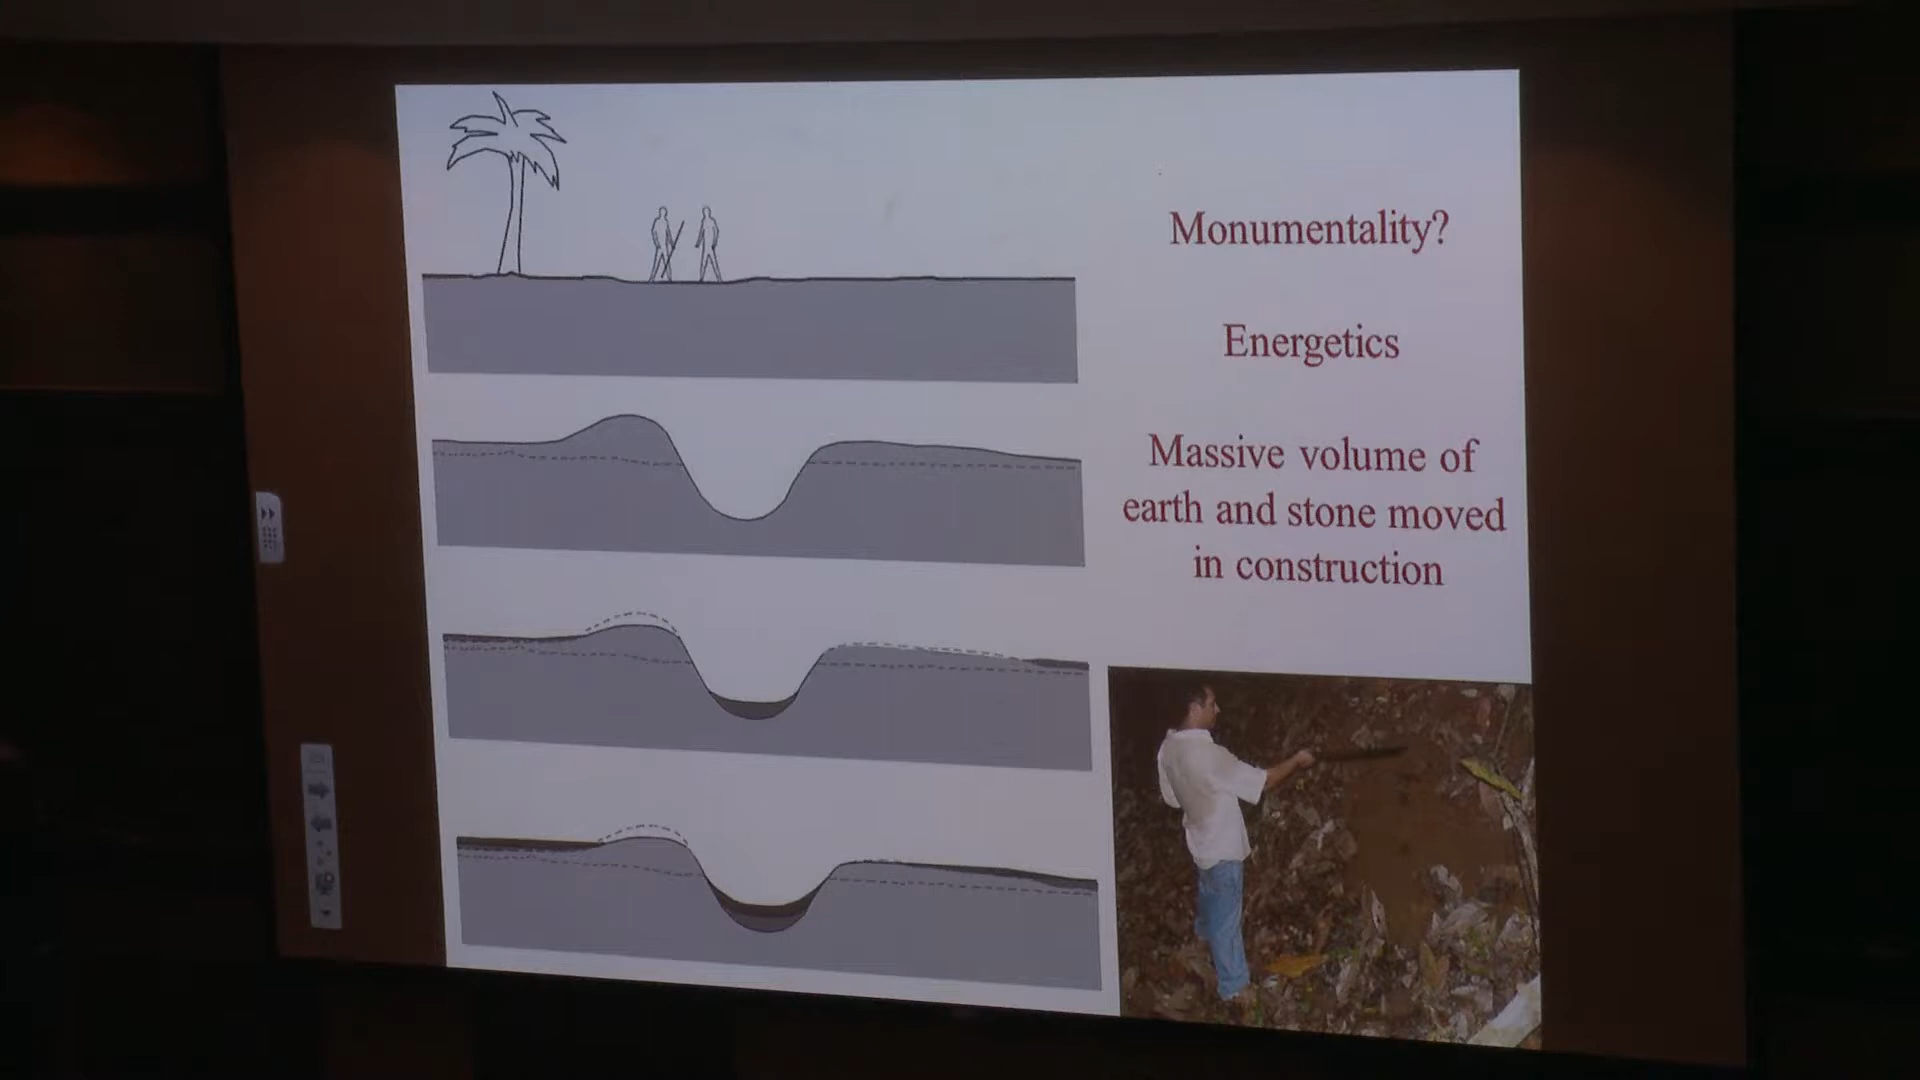 Monumentality?
Energetics
Massive volume of
earth and stone moved
in construction